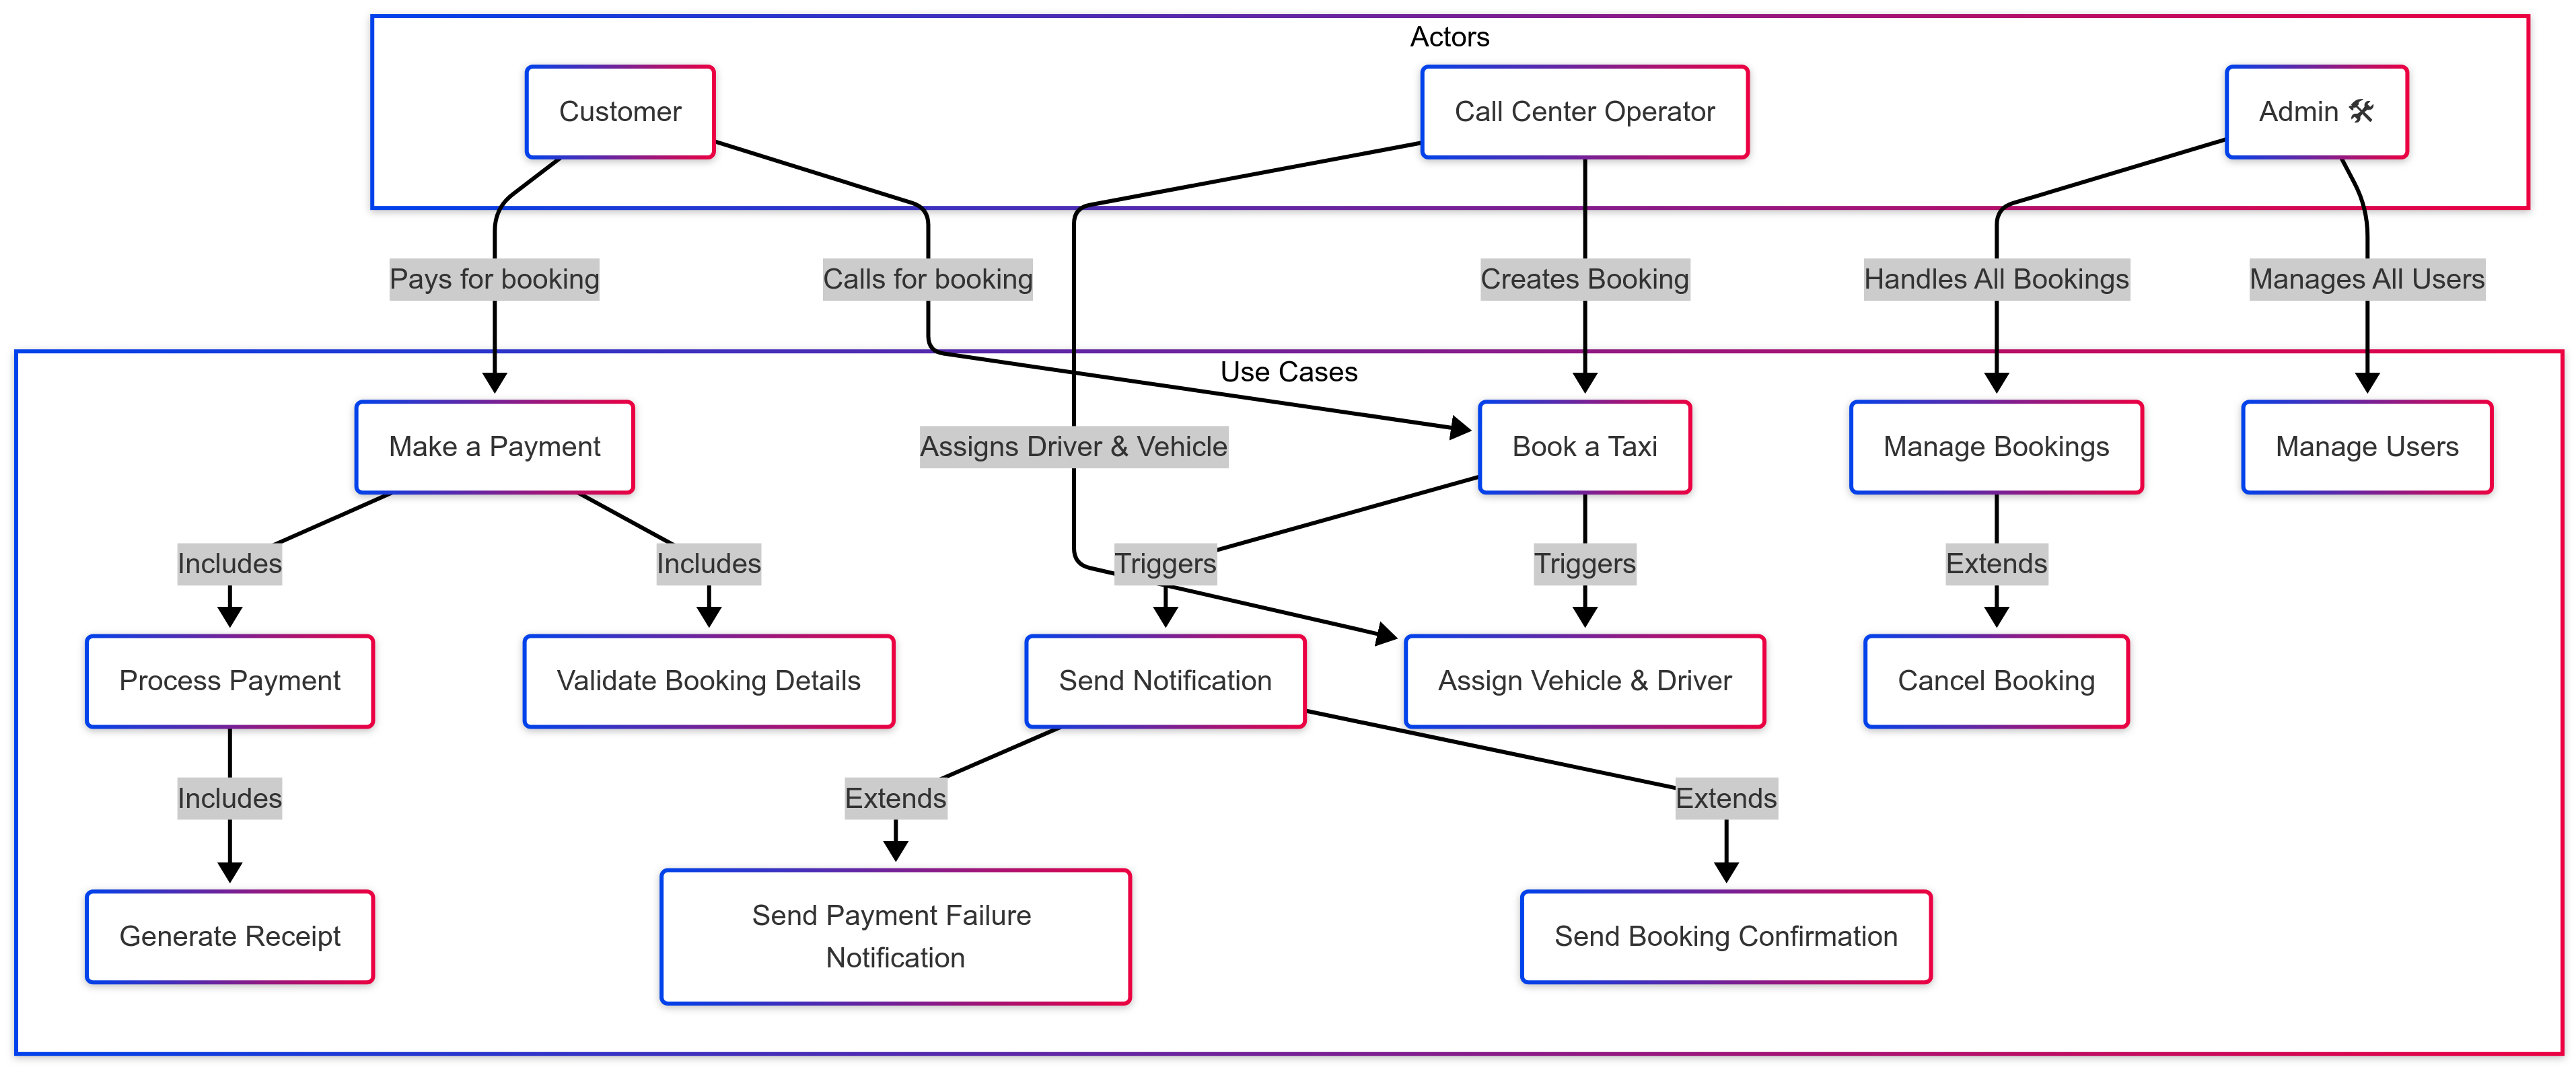 Actors
Customer
Call Center Operator
Admin 🛠
Pays for booking
Calls for booking
Creates Booking
Handles All Bookings
Manages All Users
Use Cases
Make a Payment
Assigns Driver & Vehicle
Book a Taxi
Manage Bookings
Manage Users
Includes
Includes
Triggers
Triggers
Extends
Process Payment
Validate Booking Details
Send Notification
Assign Vehicle & Driver
Cancel Booking
Includes
Extends
Extends
Generate Receipt
Send Payment Failure
Notification
Send Booking Confirmation